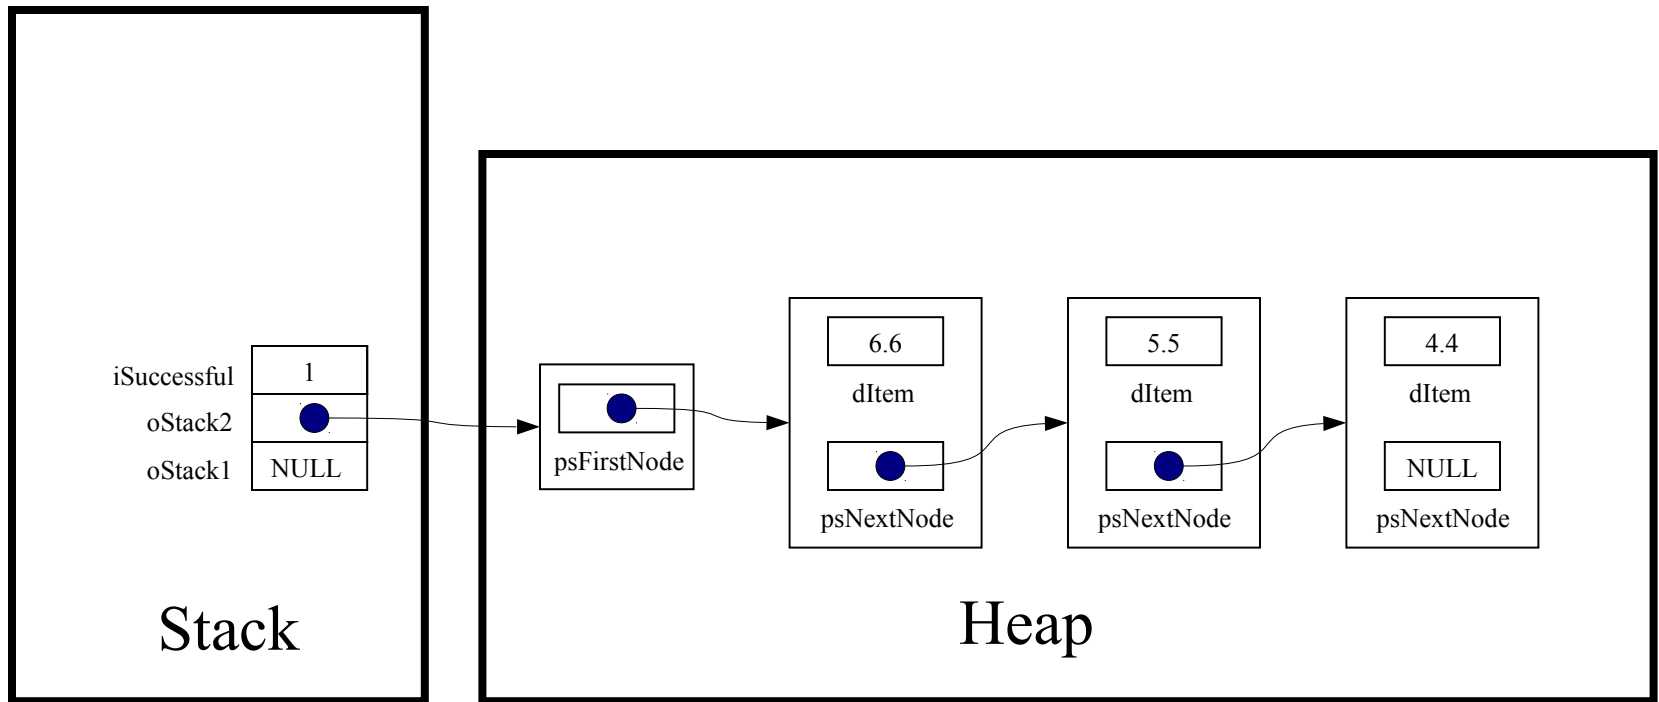 iSuccessful 1
oStack2
oStack1 NULL
Stack
psFirstNode
6.6
dItem
psNextNode
5.5
dItem
psNextNode
4.4
dItem
NULL
psNextNode
Heap